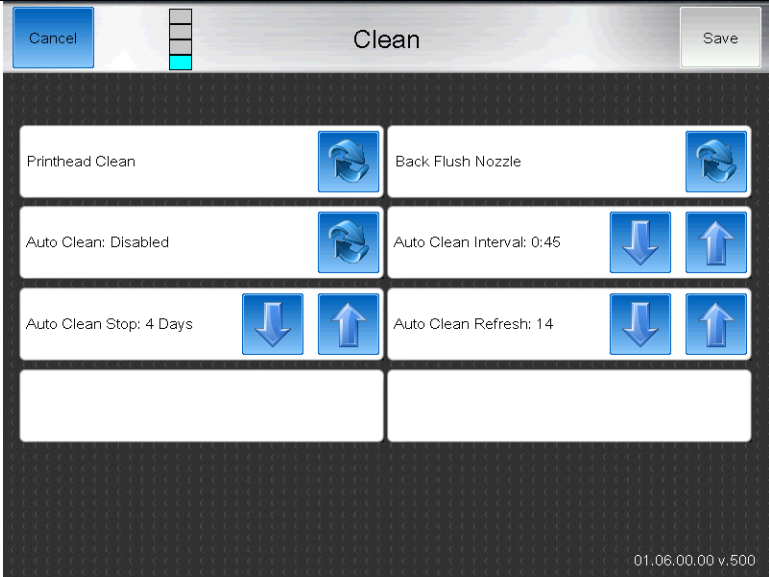 Cancel
Clean
Save
Printhead Clean
Back Flush Nozzle
Auto Clean: Disabled
Auto Clean Interval: 0:45
Auto Clean Stop: 4 Days
Auto Clean Refresh: 14
01.06.00.00 v.500